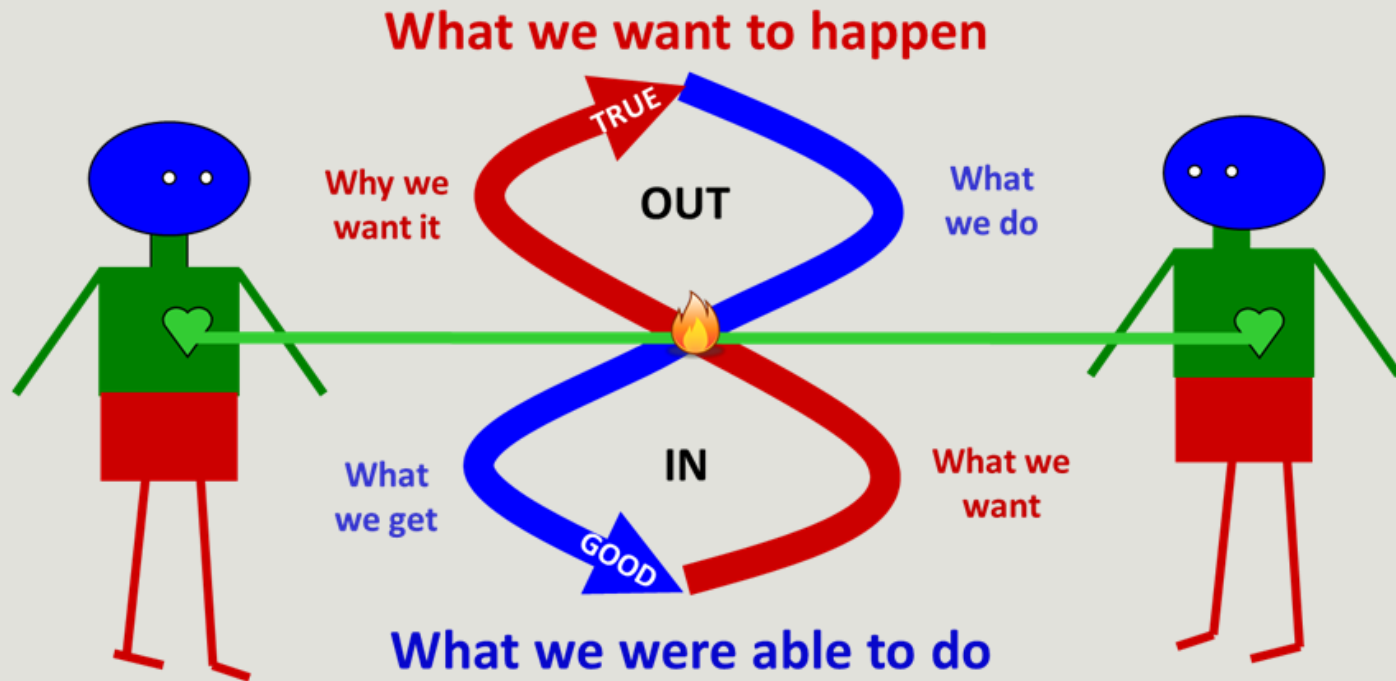 What we want to happen
TRUE
Why we
want it
OUT
What
we do
What
we get
IN
What we
want
GOOD
What we were able to do